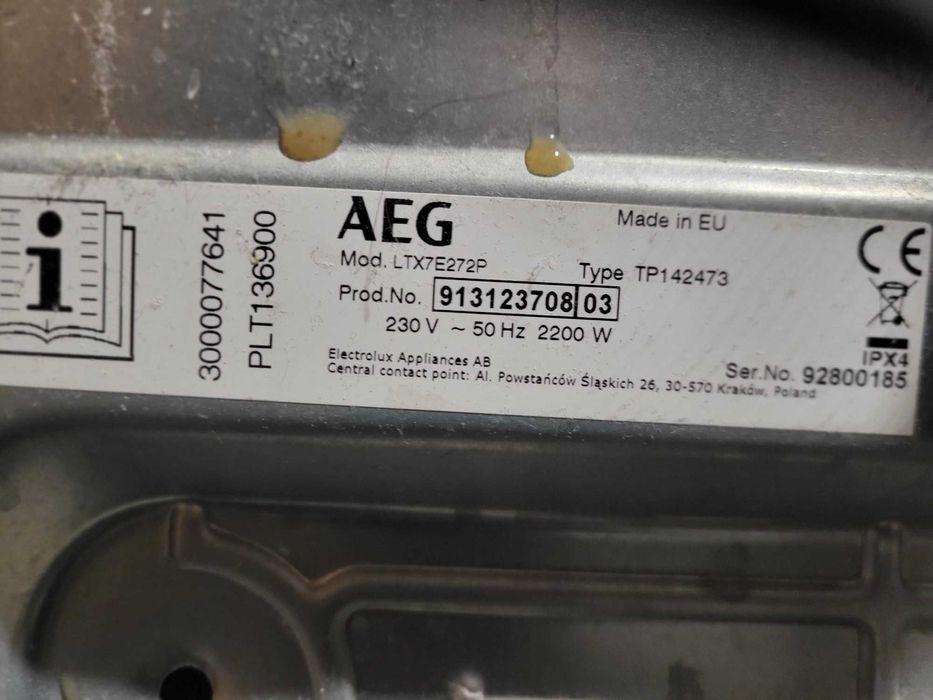 i
3000077641
PLT136900
AEG
Made in EU
CE
Mod. LTX7E272P
Type TP142473
Prod.No. 913123708 03
230 V ~ 50 Hz 2200 W
IPX4
Electrolux Appliances AB
Ser.No. 92800185
Central contact point: Al. Powstańców Śląskich 26, 30-570 Kraków, Poland